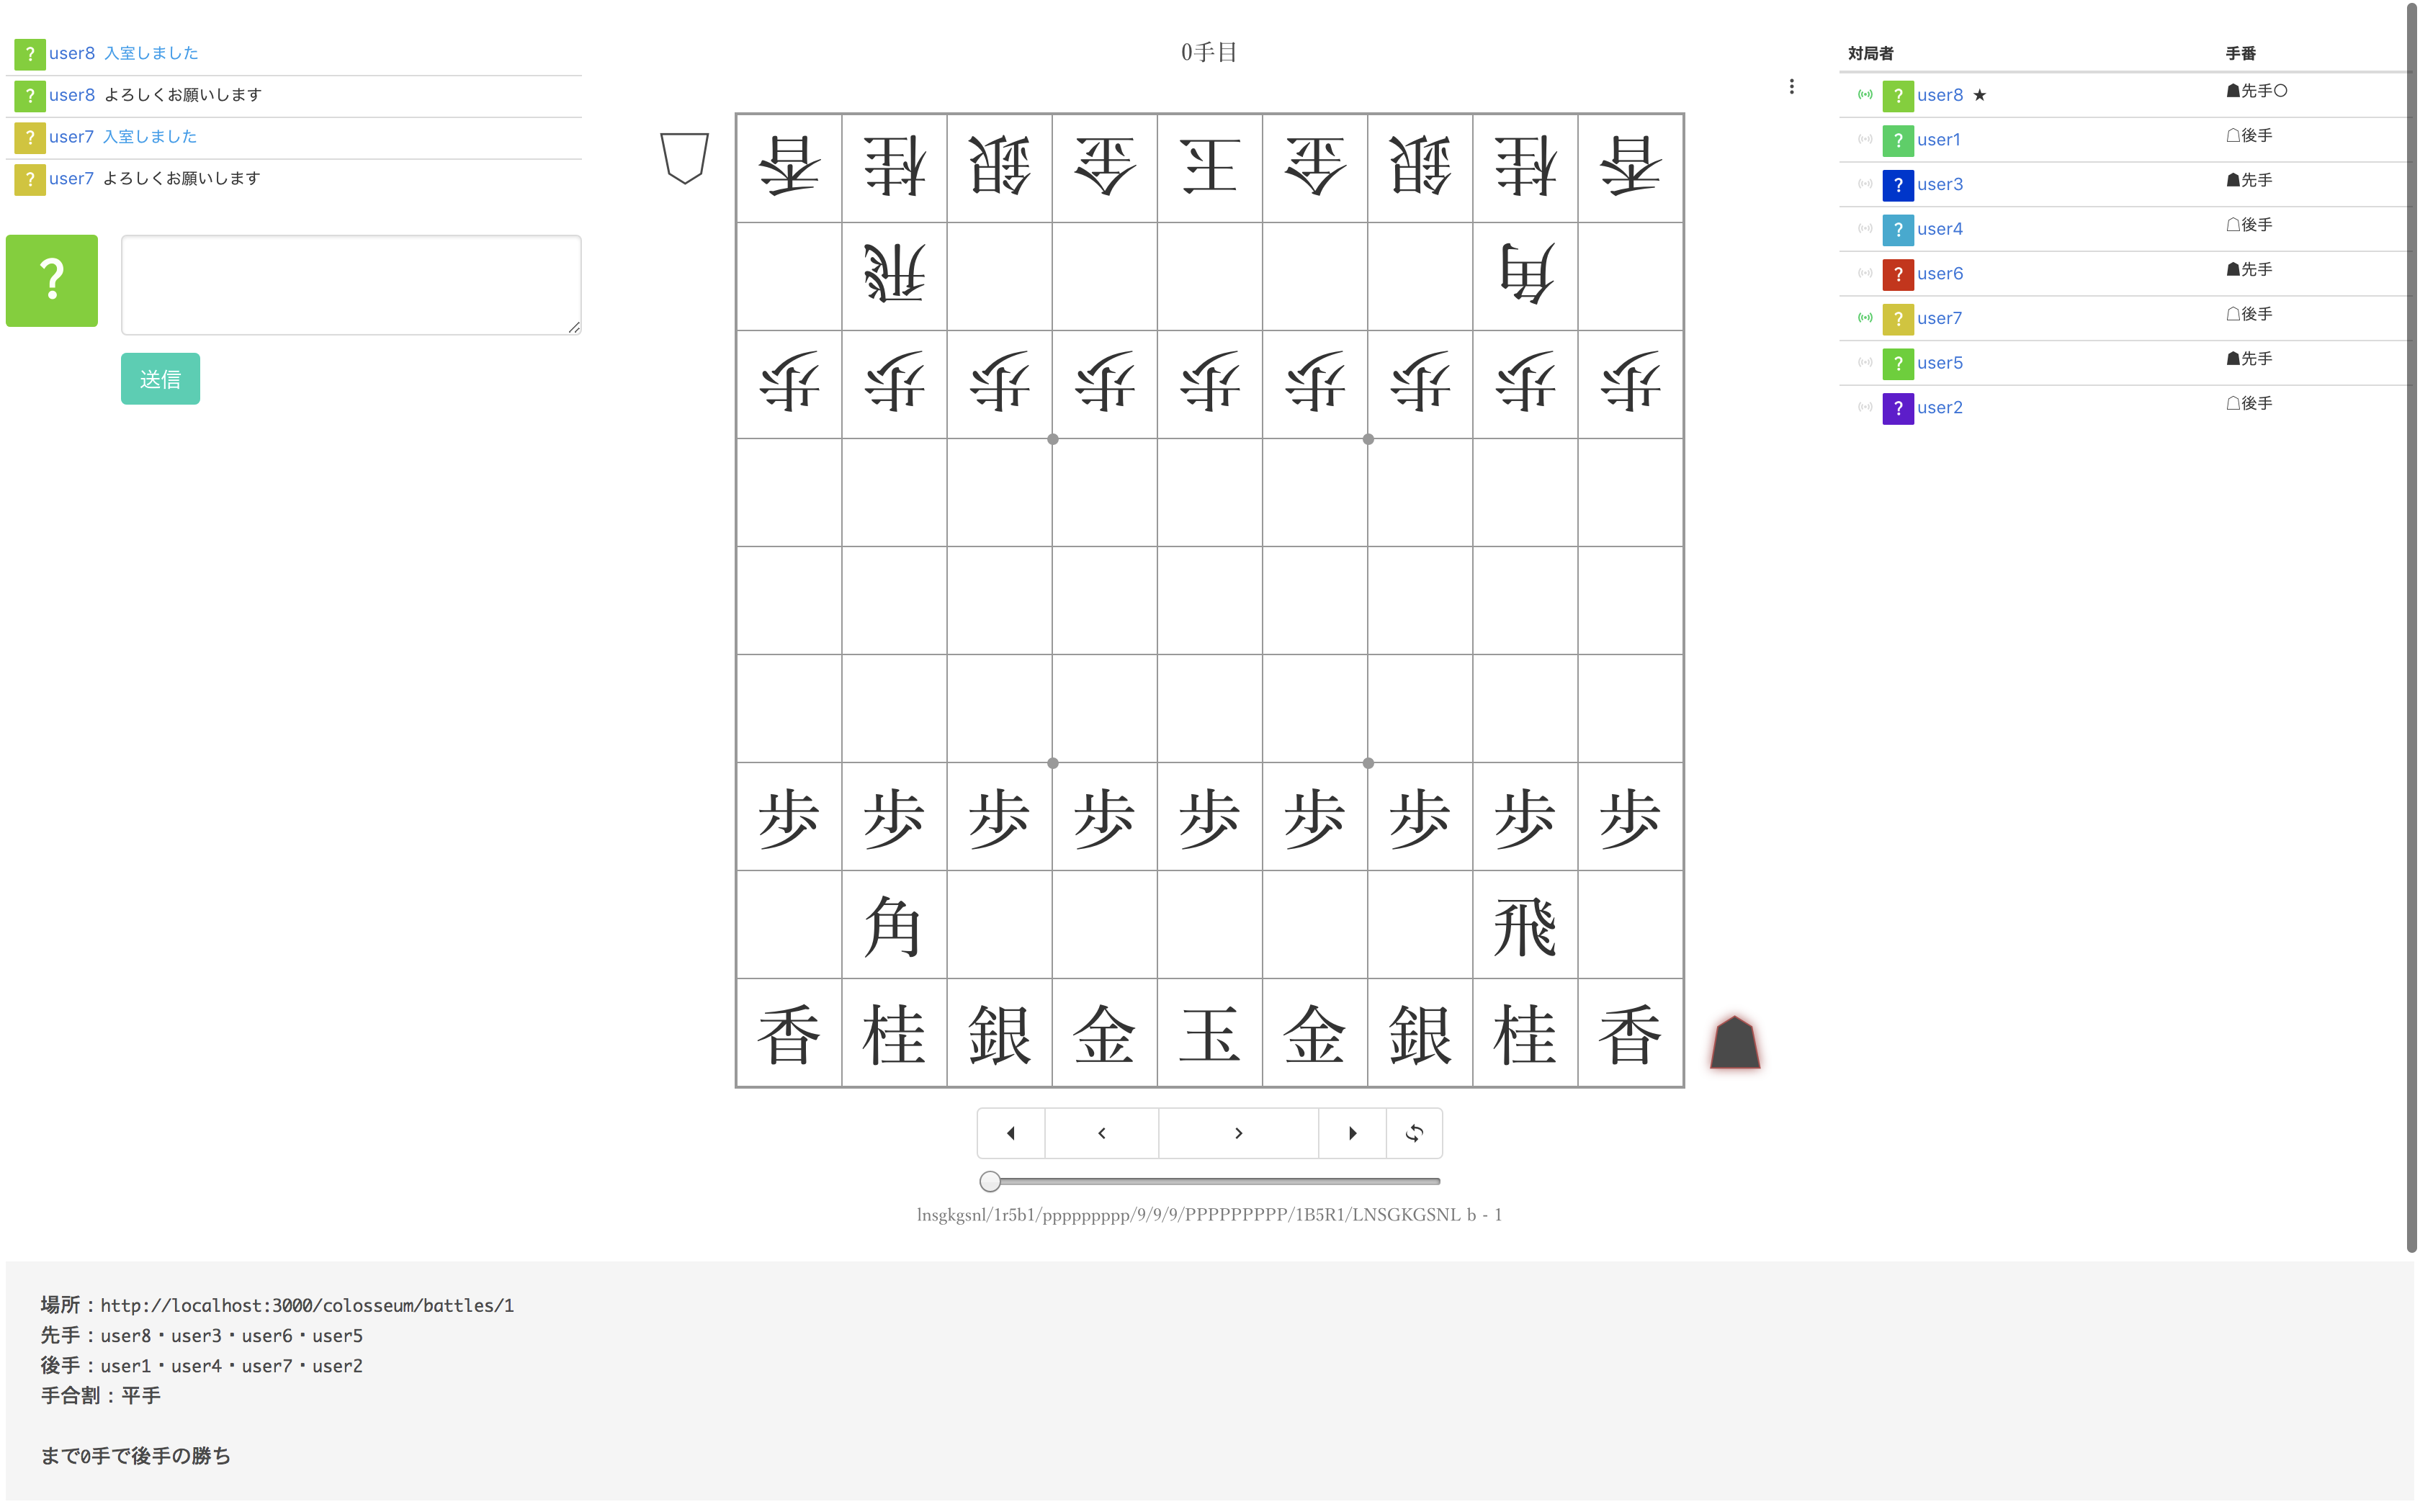 user8 入室しました
user8 よろしくお願いします
user7 入室しました
user7 よろしくお願いします
?
送信
0手目
香桂銀金王金銀桂香
飛角
歩歩歩歩歩歩歩歩歩
歩歩歩歩歩歩歩歩歩
角飛
香桂銀金玉金銀桂香
lnsgkgsnl/1r5b1/ppppppppp/9/9/9/PPPPPPPPP/1B5R1/LNSGKGSNL b - 1
対局者 手番
? user8 ★ ☗先手○
? user1 ☖後手
? user3 ☗先手
? user4 ☖後手
? user6 ☗先手
? user7 ☖後手
? user5 ☗先手
? user2 ☖後手
場所：http://localhost:3000/colosseum/battles/1
先手：user8・user3・user6・user5
後手：user1・user4・user7・user2
手合割：平手
まで0手で後手の勝ち